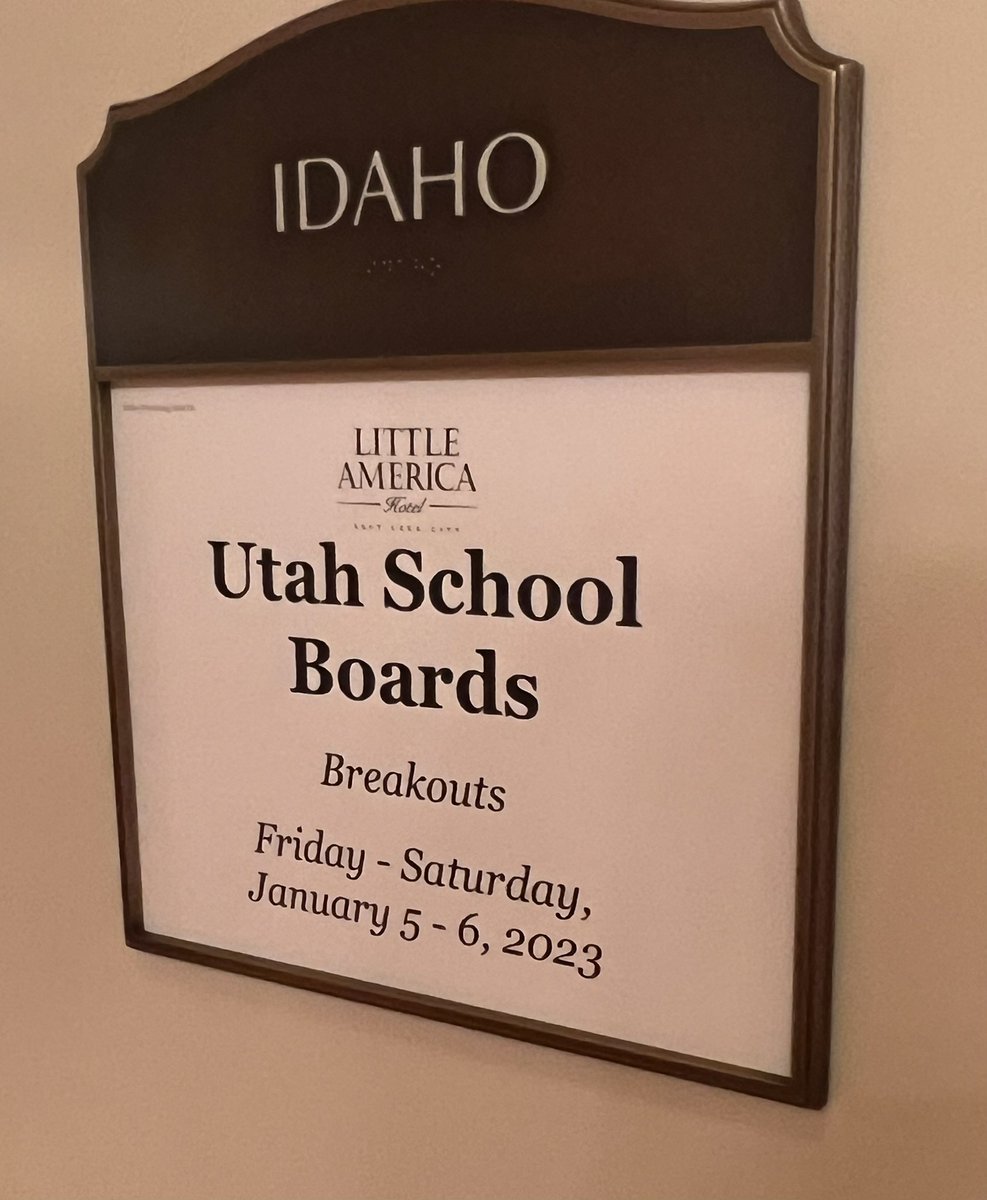 IDAHO
LITTLE
AMERICA
Hotel
Utah School
Boards
Breakouts
Friday - Saturday,
January 5 - 6, 2023